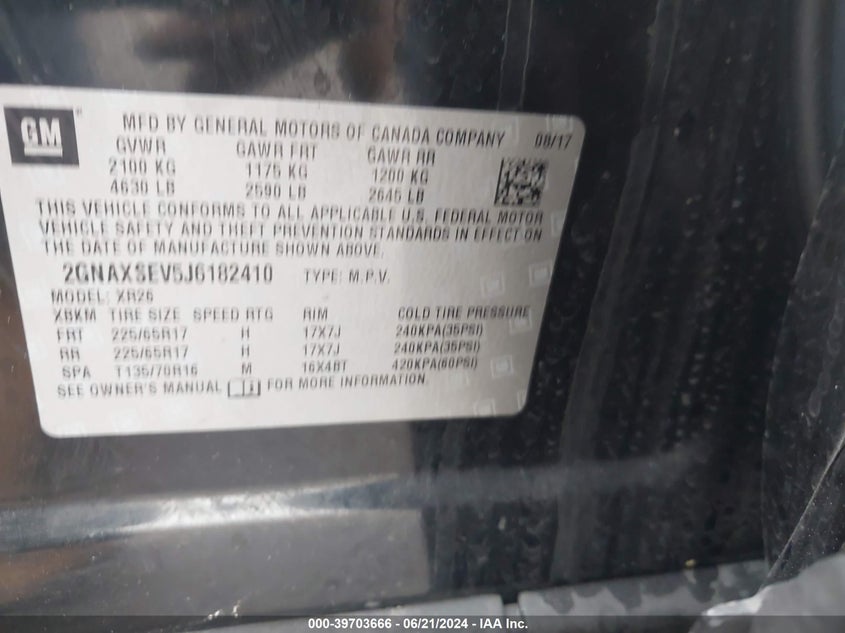 GM ®
MFD BY GENERAL MOTORS OF CANADA COMPANY 08/17
GVWR GAWR FRT GAWR RR
2100 KG 1175 KG 1200 KG
4630 LB 2590 LB 2645 LB
THIS VEHICLE CONFORMS TO ALL APPLICABLE U.S. FEDERAL MOTOR
VEHICLE SAFETY AND THEFT PREVENTION STANDARDS IN EFFECT ON
THE DATE OF MANUFACTURE SHOWN ABOVE.
2GNAXSEV5J6182410 TYPE: M.P.V.
MODEL: XR26
XBKM TIRE SIZE SPEED RTG RIM COLD TIRE PRESSURE
FRT 225/65R17 H 17X7J 240KPA(35PSI)
RR 225/65R17 H 17X7J 240KPA(35PSI)
SPA T135/70R16 M 16X4BT 420KPA(60PSI)
SEE OWNER'S MANUAL FOR MORE INFORMATION.
000-39703666 - 06/21/2024 - IAA Inc.